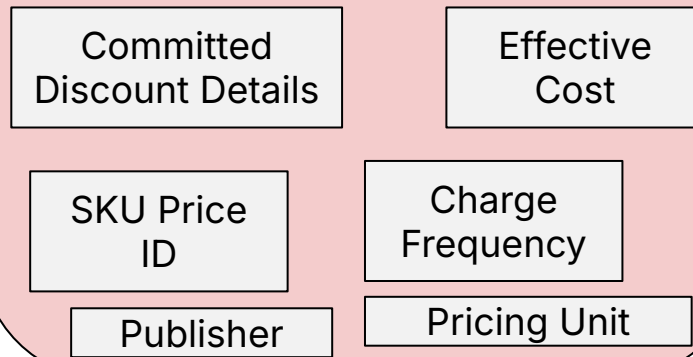 Committed
Discount Details
Effective
Cost
SKU Price
ID
Charge
Frequency
Publisher
Pricing Unit